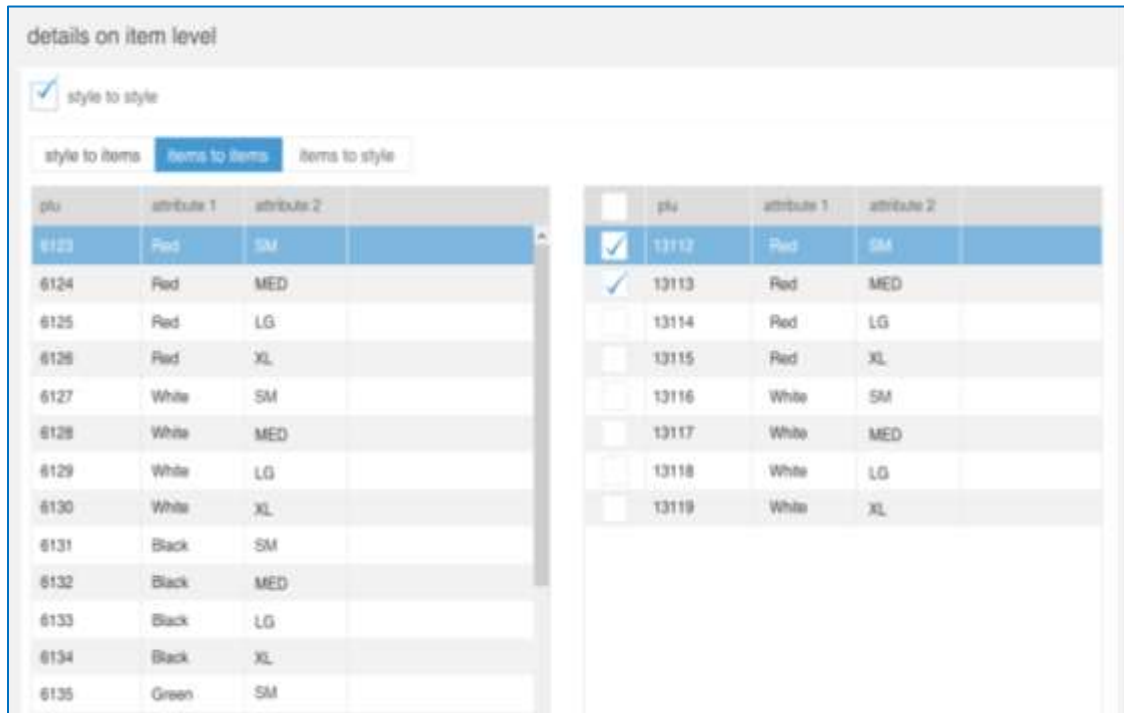 details on item level
style to style
style to items items to items items to style
plu attribute 1 attribute 2
6123 Red SM
6124 Red MED
6125 Red LG
6126 Red XL
6127 White SM
6128 White MED
6129 White LG
6130 White XL
6131 Black SM
6132 Black MED
6133 Black LG
6134 Black XL
6135 Green SM
plu attribute 1 attribute 2
13112 Red SM
13113 Red MED
13114 Red LG
13115 Red XL
13116 White SM
13117 White MED
13118 White LG
13119 White XL